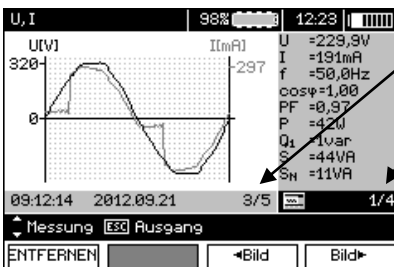 U,I 98% 12:23
U[V] I[mA]
320 297
0
U =229,9V
I =191mA
f =50,0Hz
cosφ=1,00
PF =0,97
P =42W
Q₁ =1var
S =44VA
Sɴ =11VA
09:12:14 2012.09.21 3/5 1/4
Messung ESC Ausgang
ENTFERNEN ◄Bild Bild►